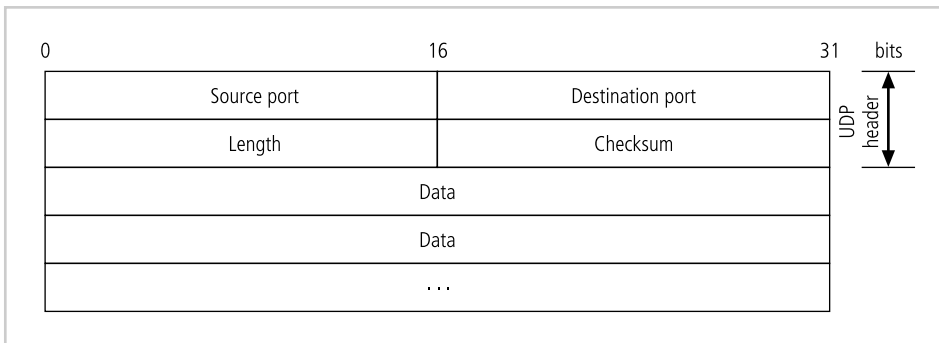 0 16 31 bits
Source port Destination port
Length Checksum
UDP
header
Data
Data
...